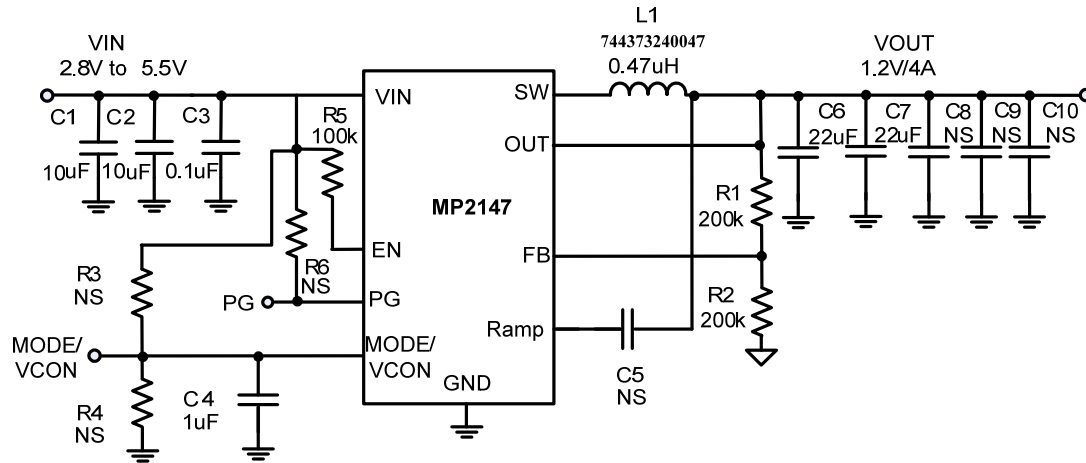 L1
744373240047
0.47uH
VIN
2.8V to 5.5V
VOUT
1.2V/4A
C1
C2
C3
10uF
10uF
0.1uF
R5
100k
VIN
SW
OUT
MP2147
EN
FB
PG
Ramp
MODE/
VCON
GND
C6
22uF
C7
22uF
C8
NS
C9
NS
C10
NS
R1
200k
R2
200k
R3
NS
R6
NS
PG
MODE/
VCON
R4
NS
C4
1uF
C5
NS